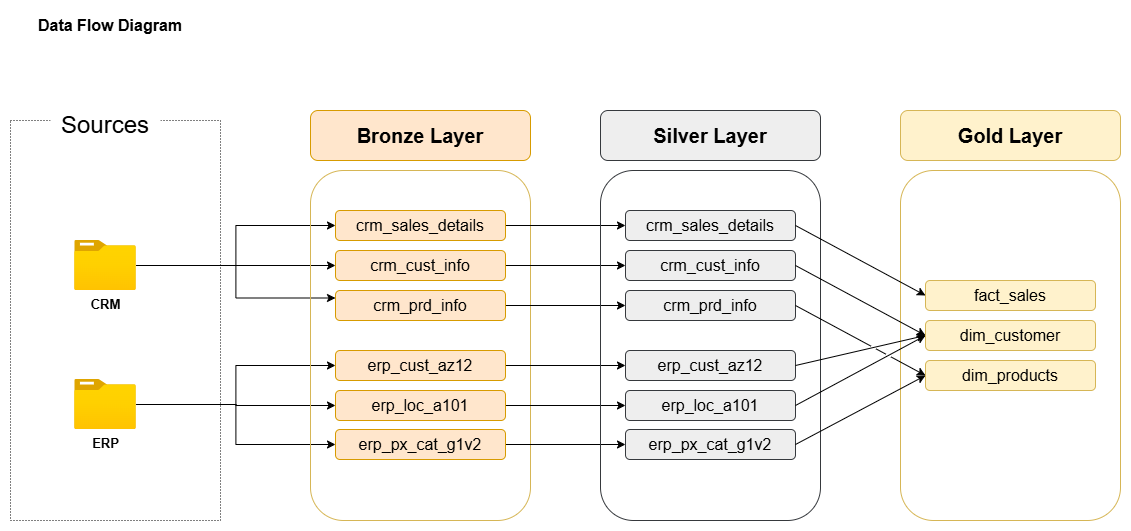 Data Flow Diagram
Sources
Bronze Layer
Silver Layer
Gold Layer
CRM
ERP
crm_sales_details
crm_cust_info
crm_prd_info
erp_cust_az12
erp_loc_a101
erp_px_cat_g1v2
crm_sales_details
crm_cust_info
crm_prd_info
erp_cust_az12
erp_loc_a101
erp_px_cat_g1v2
fact_sales
dim_customer
dim_products